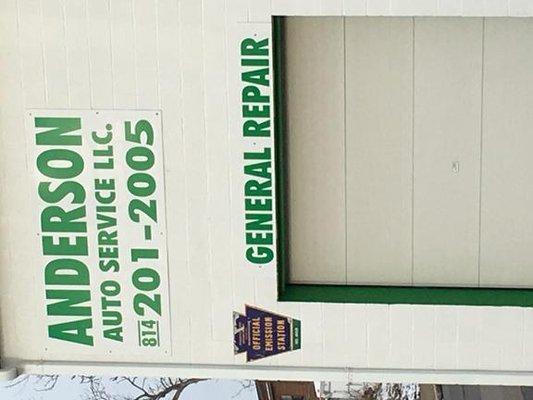 ANDERSON
AUTO SERVICE LLC.
814 201-2005
GENERAL REPAIR
OFFICIAL
EMISSION
STATION